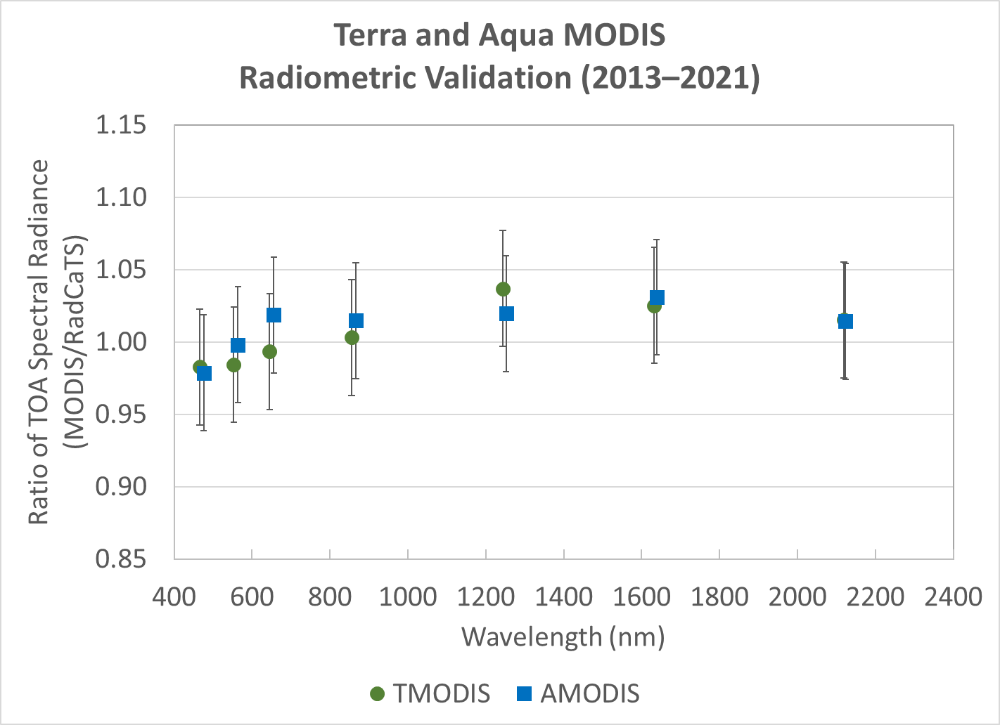 Terra and Aqua MODIS
Radiometric Validation (2013–2021)
Ratio of TOA Spectral Radiance
(MODIS/RadCaTS)
1.15
1.10
1.05
1.00
0.95
0.90
0.85
400 600 800 1000 1200 1400 1600 1800 2000 2200 2400
Wavelength (nm)
TMODIS AMODIS